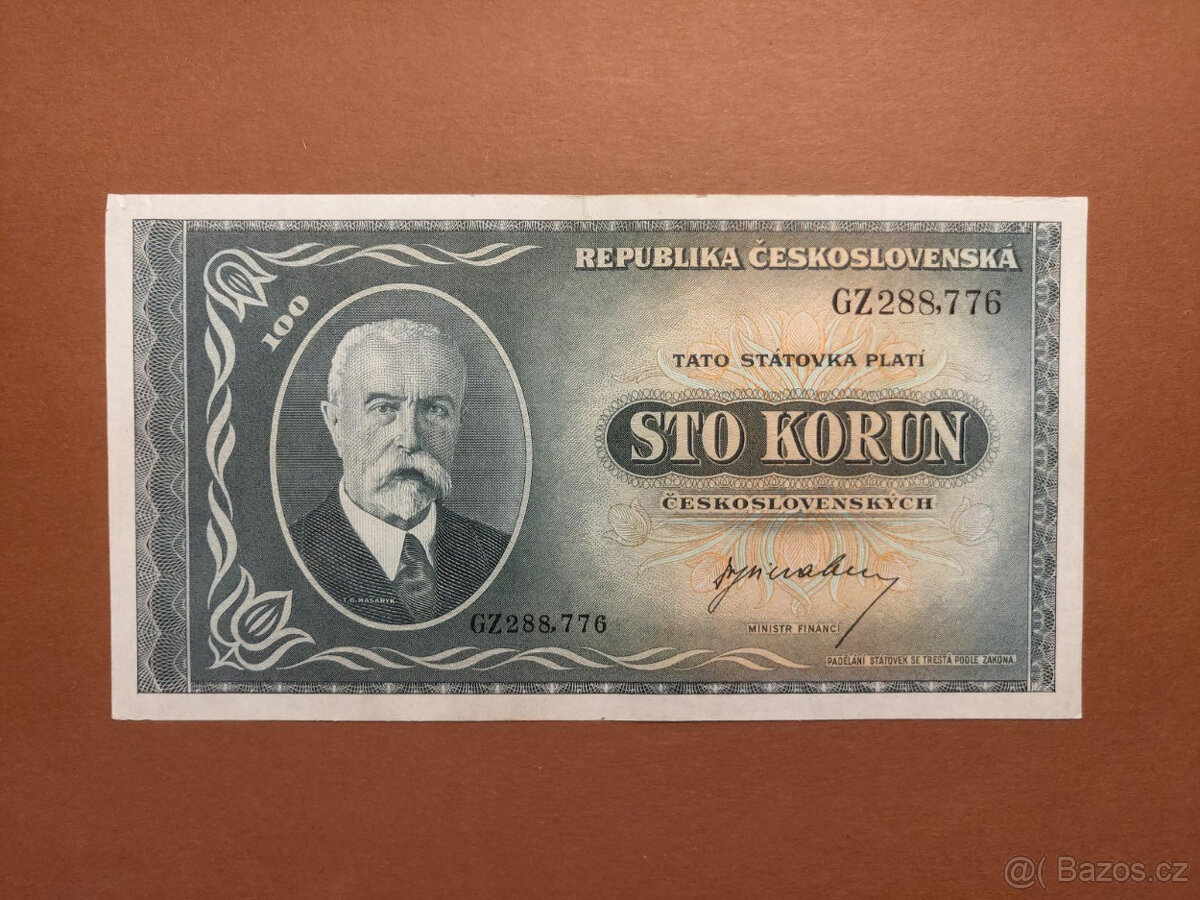 REPUBLIKA ČESKOSLOVENSKÁ
GZ288,776
100
TATO STÁTOVKA PLATÍ
STO KORUN
ČESKOSLOVENSKÝCH
MINISTR FINANCÍ
T. G. MASARYK
GZ288,776
PADĚLÁNÍ STÁTOVEK SE TRESTÁ PODLE ZÁKONA.
@( Bazos.cz